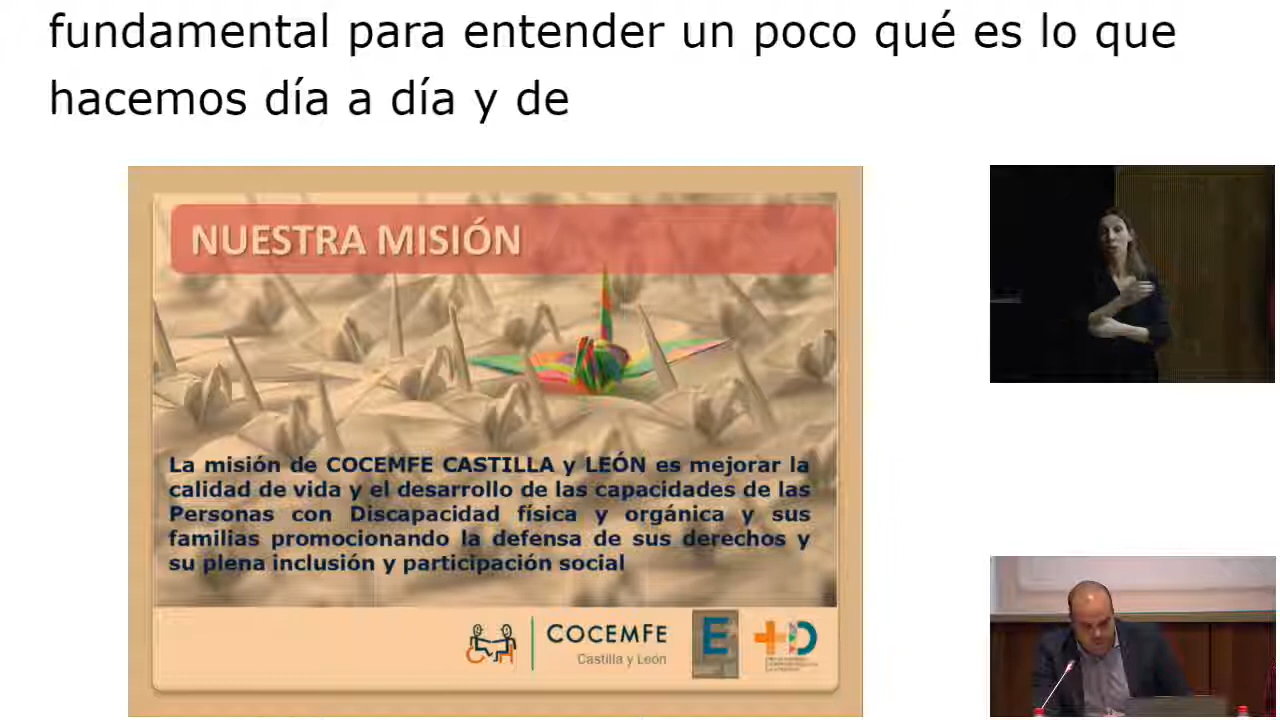 fundamental para entender un poco qué es lo que
hacemos día a día y de
NUESTRA MISIÓN
La misión de COCEMFE CASTILLA y LEÓN es mejorar la
calidad de vida y el desarrollo de las capacidades de las
Personas con Discapacidad física y orgánica y sus
familias promocionando la defensa de sus derechos y
su plena inclusión y participación social
COCEMFE
Castilla y León
E
+D